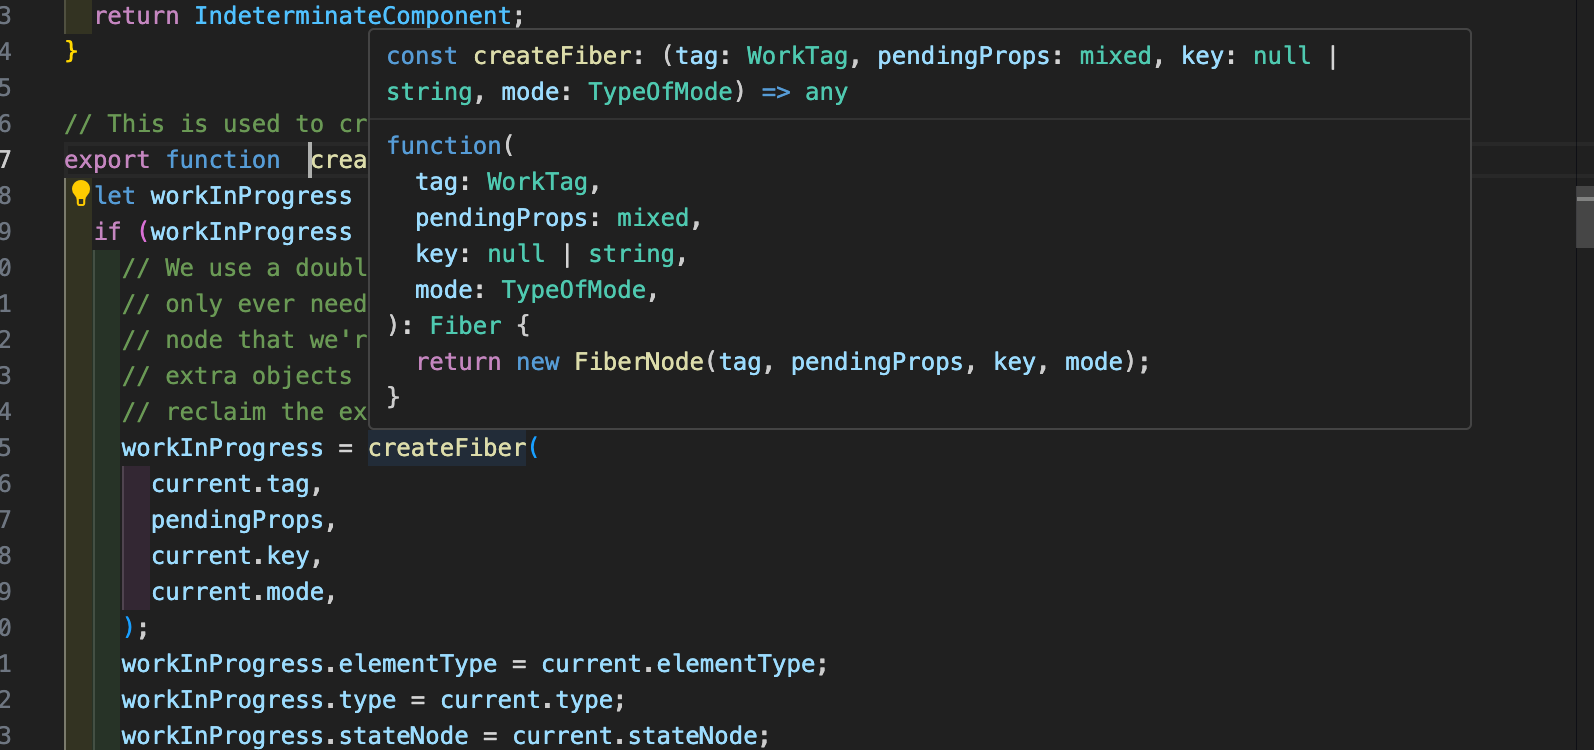 3 return IndeterminateComponent;
4 }
5
6 // This is used to cr
7 export function crea
8 let workInProgress
9 if (workInProgress
0 // We use a doubl
1 // only ever need
2 // node that we'r
3 // extra objects
4 // reclaim the ex
const createFiber: (tag: WorkTag, pendingProps: mixed, key: null |
string, mode: TypeOfMode) => any
function(
tag: WorkTag,
pendingProps: mixed,
key: null | string,
mode: TypeOfMode,
): Fiber {
return new FiberNode(tag, pendingProps, key, mode);
}
5 workInProgress = createFiber(
6 current.tag,
7 pendingProps,
8 current.key,
9 current.mode,
0 );
1 workInProgress.elementType = current.elementType;
2 workInProgress.type = current.type;
3 workInProgress.stateNode = current.stateNode;